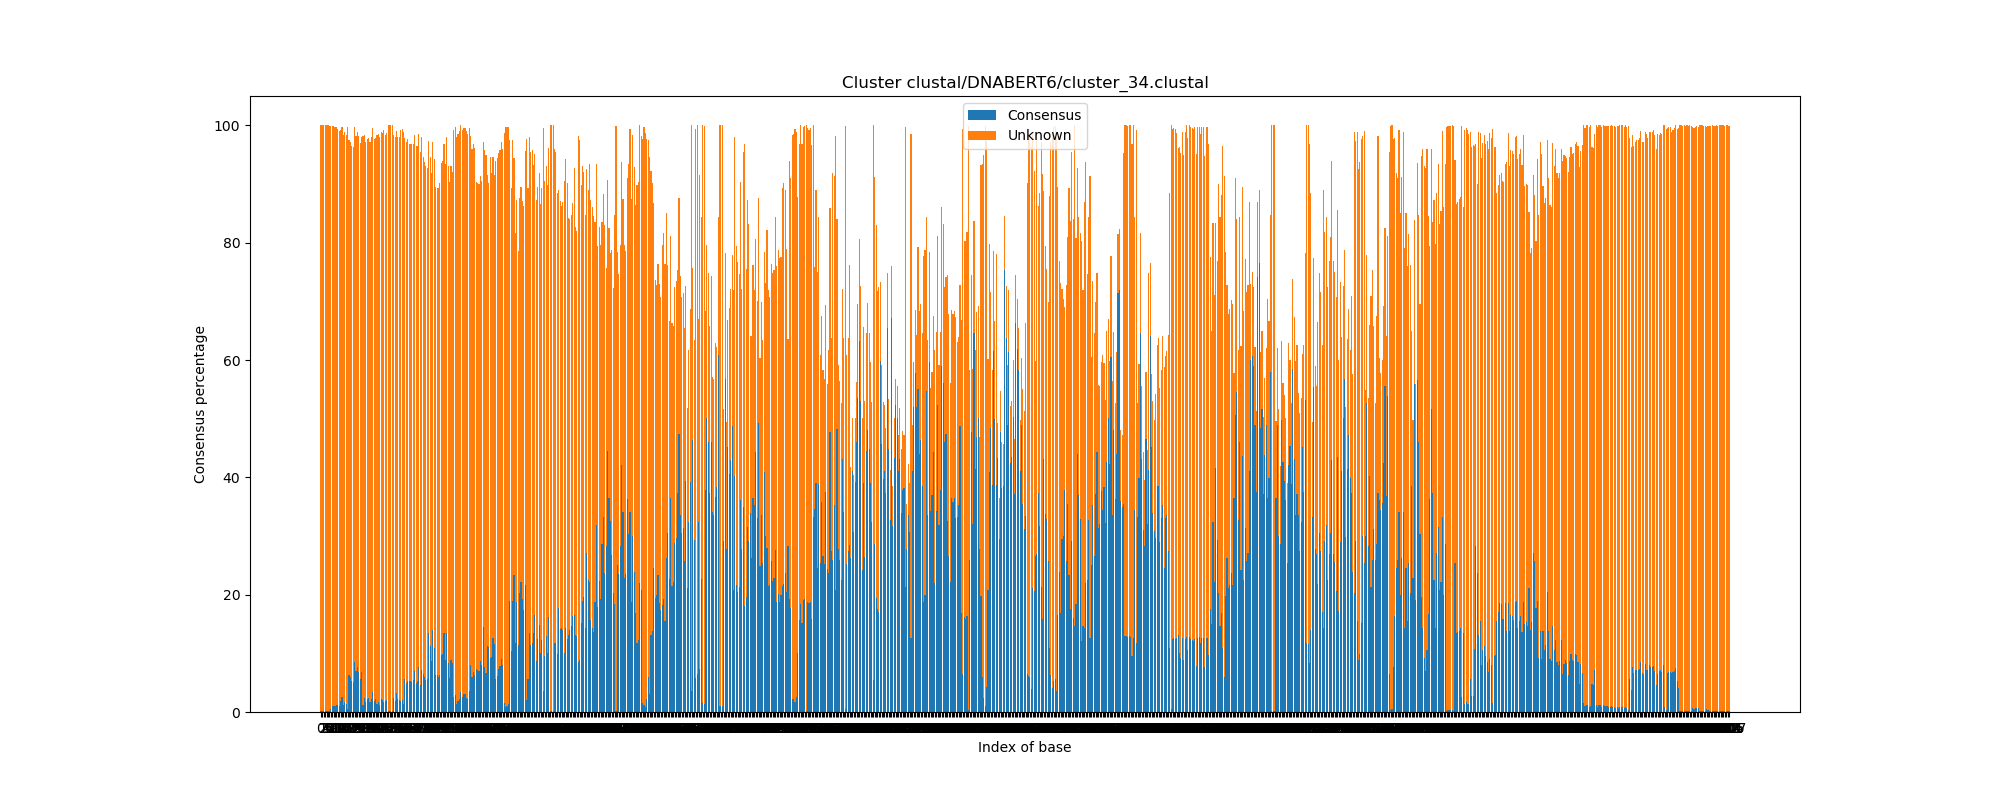 Cluster clustal/DNABERT6/cluster_34.clustal
Consensus
Unknown
100
80
60
40
20
0
Consensus percentage
Index of base